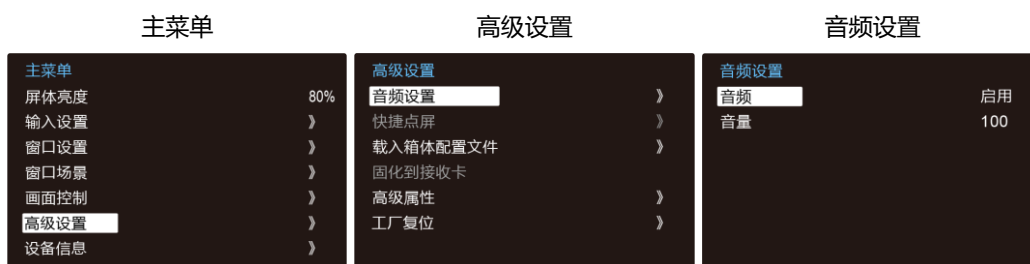 主菜单
高级设置
音频设置
主菜单
屏体亮度 80%
输入设置 》
窗口设置 》
窗口场景 》
画面控制 》
高级设置 》
设备信息 》
高级设置
音频设置 》
快捷点屏 》
载入箱体配置文件 》
固化到接收卡
高级属性 》
工厂复位 》
音频设置
音频 启用
音量 100